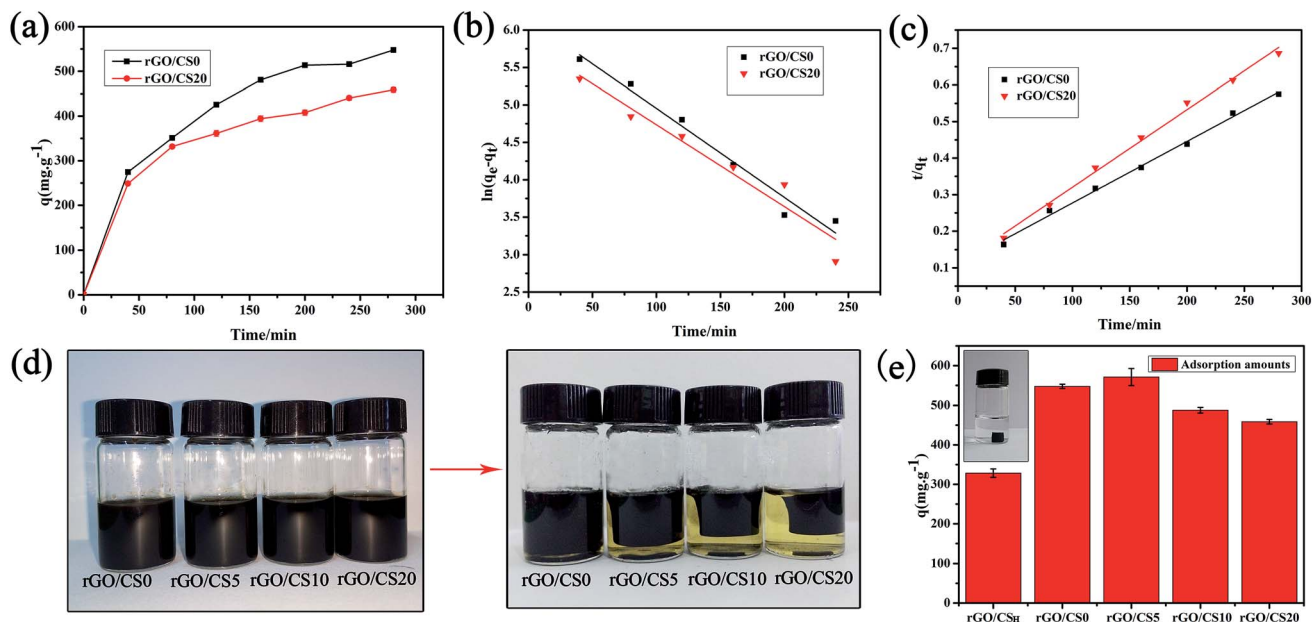 (a)
600
500
400
300
200
100
0
q(mg.g-1)
rGO/CS0
rGO/CS20
0 50 100 150 200 250 300
Time/min
(b)
6.0
5.5
5.0
4.5
4.0
3.5
3.0
2.5
ln(qe-qt)
rGO/CS0
rGO/CS20
0 50 100 150 200 250
Time/min
(c)
0.7
0.6
0.5
0.4
0.3
0.2
0.1
t/qt
rGO/CS0
rGO/CS20
0 50 100 150 200 250 300
Time/min
(d)
rGO/CS0 rGO/CS5 rGO/CS10 rGO/CS20
rGO/CS0 rGO/CS5 rGO/CS10 rGO/CS20
(e)
600
500
400
300
200
100
0
q(mg.g-1)
Adsorption amounts
rGO/CSH rGO/CS0 rGO/CS5 rGO/CS10 rGO/CS20